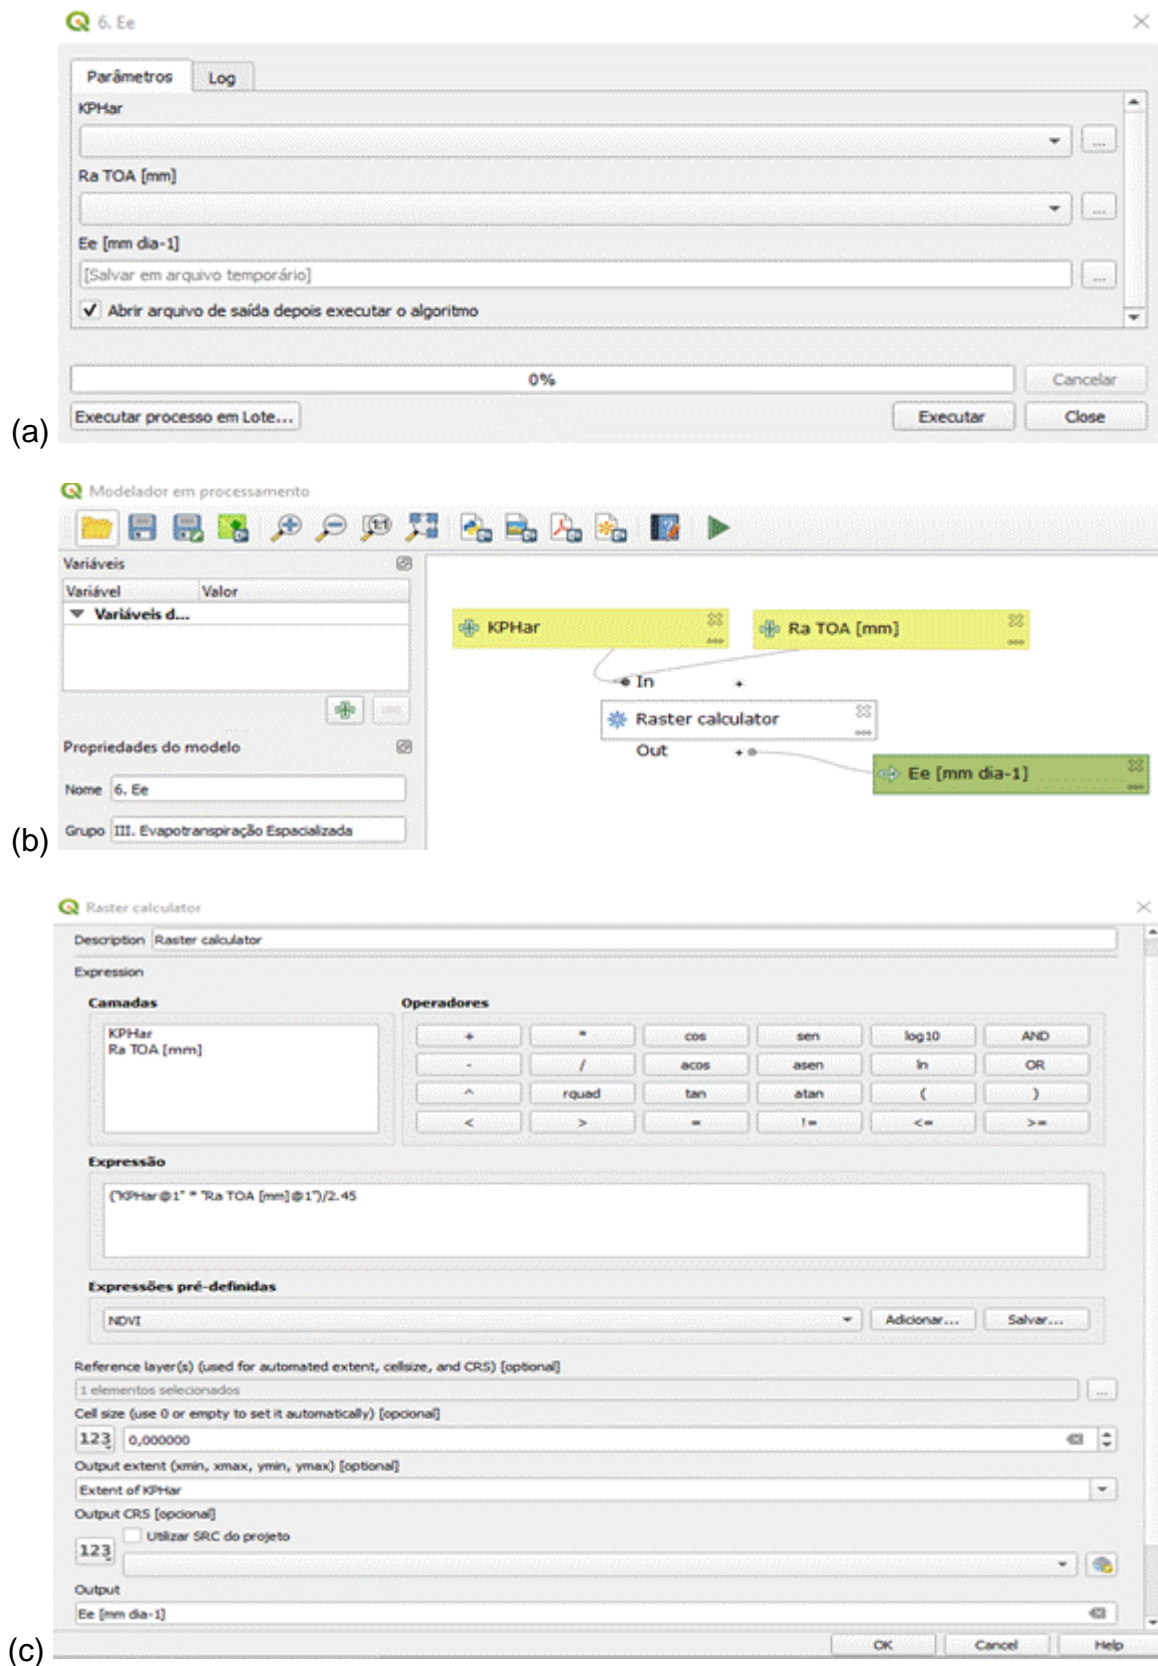 6. Ee
Parâmetros Log
KPHar
...
Ra TOA [mm]
...
Ee [mm dia-1]
[Salvar em arquivo temporário] ...
Abrir arquivo de saída depois executar o algoritmo
0% Cancelar
Executar processo em Lote... Executar Close
(a)
Modelador em processamento
Variáveis
Variável Valor
Variáveis d...
Propriedades do modelo
Nome 6. Ee
Grupo III. Evapotranspiração Espacializada
KPHar Ra TOA [mm]
In +
Raster calculator
Out +
Ee [mm dia-1]
(b)
Raster calculator
Description Raster calculator
Expression
Camadas Operadores
KPHar
Ra TOA [mm]
+ * cos sen log10 AND
- / acos asen ln OR
^ rquad tan atan ( )
< > = != <= >=
Expressão
("KPHar@1" * "Ra TOA [mm]@1")/2.45
Expressões pré-definidas
NDVI Adicionar... Salvar...
Reference layer(s) (used for automated extent, cellsize, and CRS) [optional]
1 elementos selecionados ...
Cell size (use 0 or empty to set it automatically) [opcional]
123 0,000000
Output extent (xmin, xmax, ymin, ymax) [optional]
Extent of KPHar
Output CRS [opcional]
123 Utilizar SRC do projeto
Output
Ee [mm dia-1]
OK Cancel Help
(c)